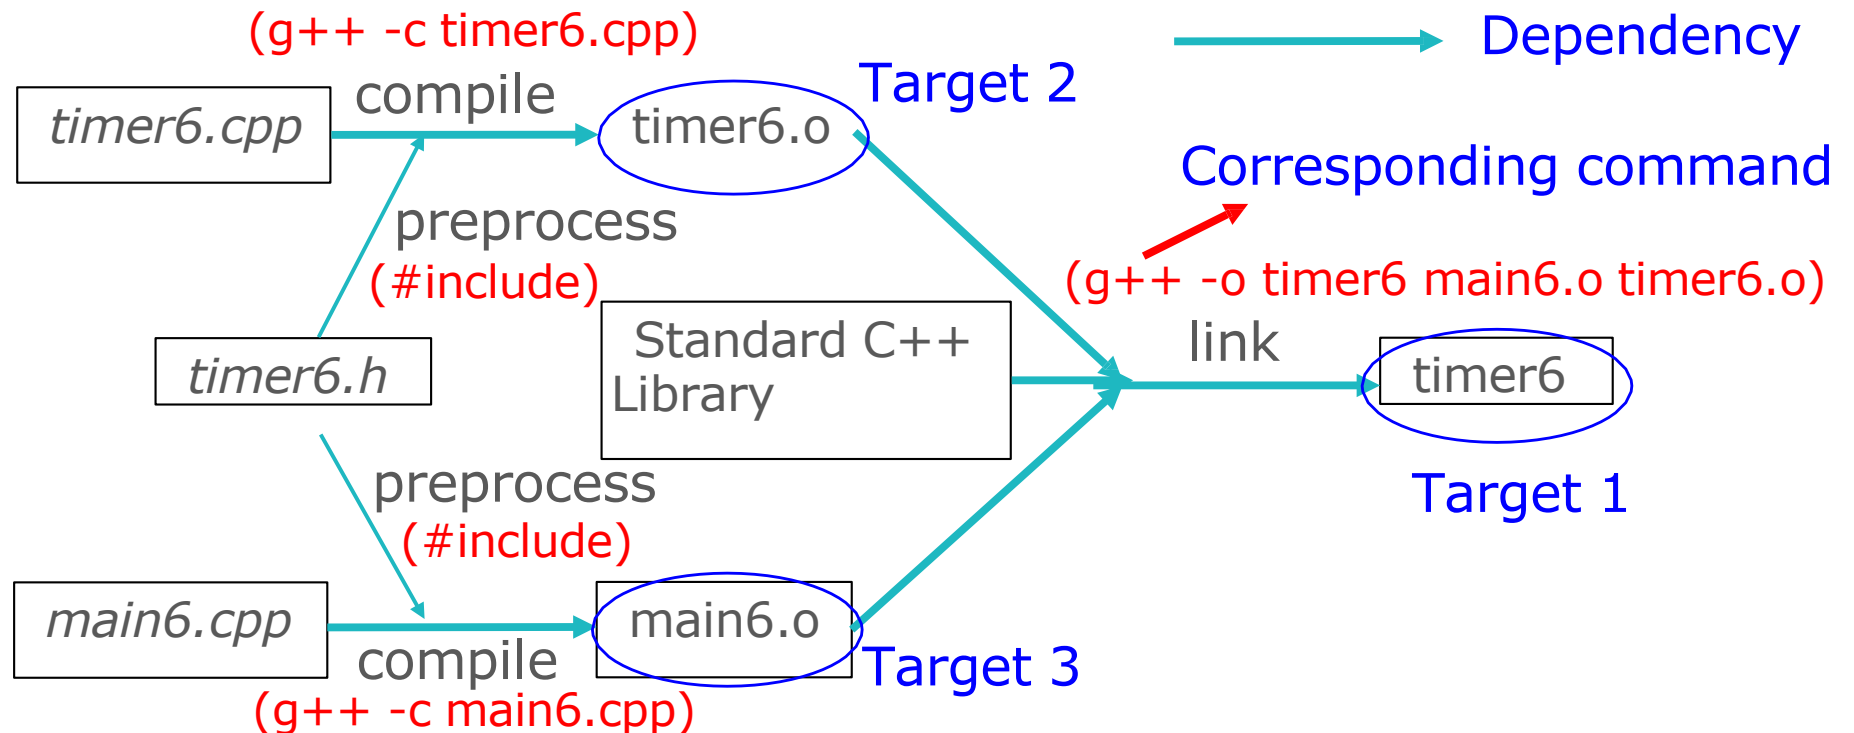 (g++ -c timer6.cpp)
Dependency
compile
Target 2
timer6.cpp
timer6.o
Corresponding command
preprocess
(#include)
(g++ -o timer6 main6.o timer6.o)
Standard C++
Library
link
timer6.h
timer6
preprocess
(#include)
Target 1
main6.cpp
main6.o
compile
Target 3
(g++ -c main6.cpp)